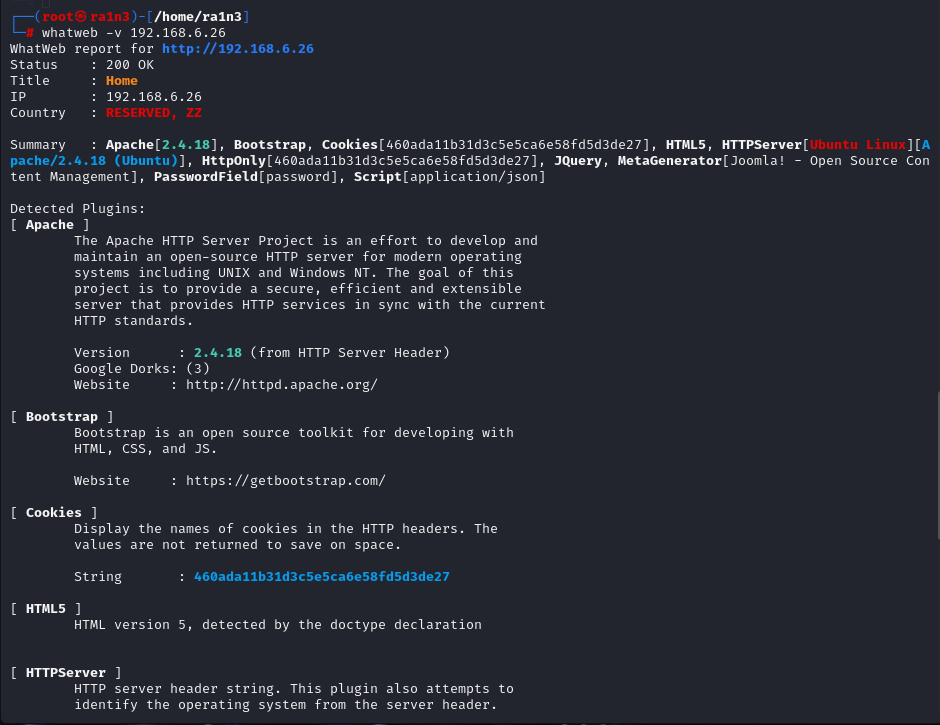 ┌──(root㉿ra1n3)-[/home/ra1n3]
└─# whatweb -v 192.168.6.26
WhatWeb report for http://192.168.6.26
Status    : 200 OK
Title     : Home
IP        : 192.168.6.26
Country   : RESERVED, ZZ

Summary   : Apache[2.4.18], Bootstrap, Cookies[460ada11b31d3c5e5ca6e58fd5d3de27], HTML5, HTTPServer[Ubuntu Linux][A
pache/2.4.18 (Ubuntu)], HttpOnly[460ada11b31d3c5e5ca6e58fd5d3de27], JQuery, MetaGenerator[Joomla! - Open Source Con
tent Management], PasswordField[password], Script[application/json]

Detected Plugins:
[ Apache ]
        The Apache HTTP Server Project is an effort to develop and
        maintain an open-source HTTP server for modern operating
        systems including UNIX and Windows NT. The goal of this
        project is to provide a secure, efficient and extensible
        server that provides HTTP services in sync with the current
        HTTP standards.

        Version      : 2.4.18 (from HTTP Server Header)
        Google Dorks: (3)
        Website     : http://httpd.apache.org/

[ Bootstrap ]
        Bootstrap is an open source toolkit for developing with
        HTML, CSS, and JS.

        Website     : https://getbootstrap.com/

[ Cookies ]
        Display the names of cookies in the HTTP headers. The
        values are not returned to save on space.

        String       : 460ada11b31d3c5e5ca6e58fd5d3de27

[ HTML5 ]
        HTML version 5, detected by the doctype declaration


[ HTTPServer ]
        HTTP server header string. This plugin also attempts to
        identify the operating system from the server header.